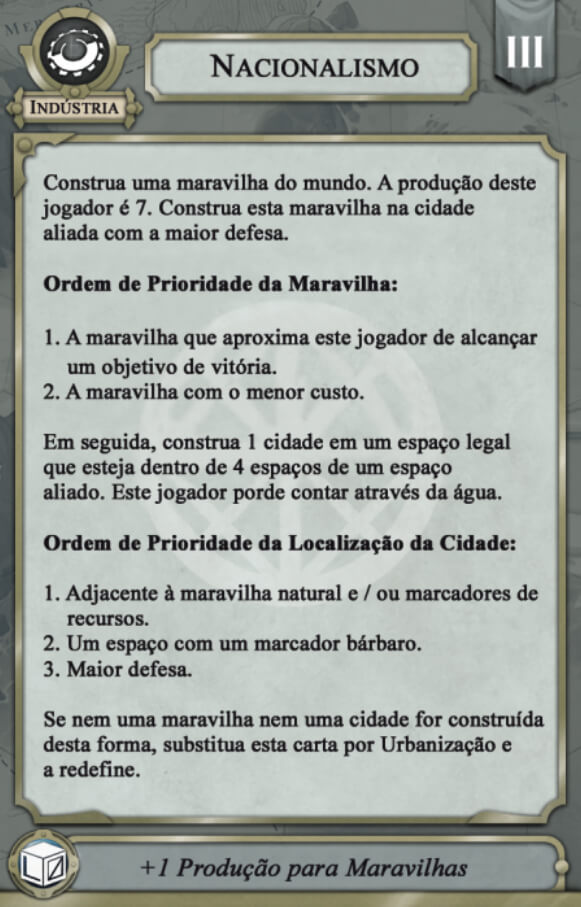 NACIONALISMO
III
INDÚSTRIA
Construa uma maravilha do mundo. A produção deste
jogador é 7. Construa esta maravilha na cidade
aliada com a maior defesa.
Ordem de Prioridade da Maravilha:
1. A maravilha que aproxima este jogador de alcançar
um objetivo de vitória.
2. A maravilha com o menor custo.
Em seguida, construa 1 cidade em um espaço legal
que esteja dentro de 4 espaços de um espaço
aliado. Este jogador porde contar através da água.
Ordem de Prioridade da Localização da Cidade:
1. Adjacente à maravilha natural e / ou marcadores de
recursos.
2. Um espaço com um marcador bárbaro.
3. Maior defesa.
Se nem uma maravilha nem uma cidade for construída
desta forma, substitua esta carta por Urbanização e
a redefine.
+1 Produção para Maravilhas